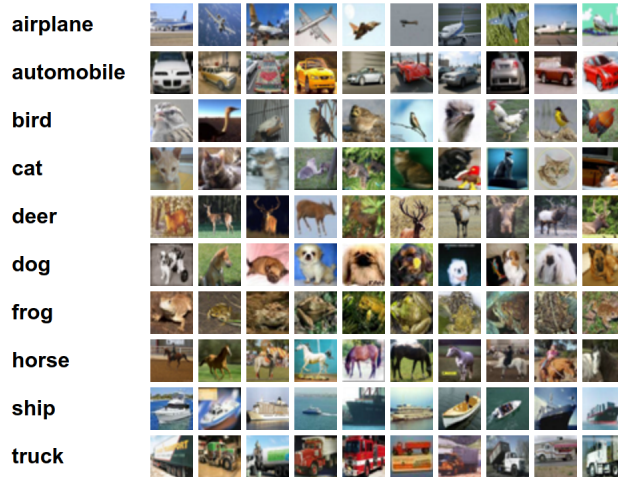 airplane
automobile
bird
cat
deer
dog
frog
horse
ship
truck